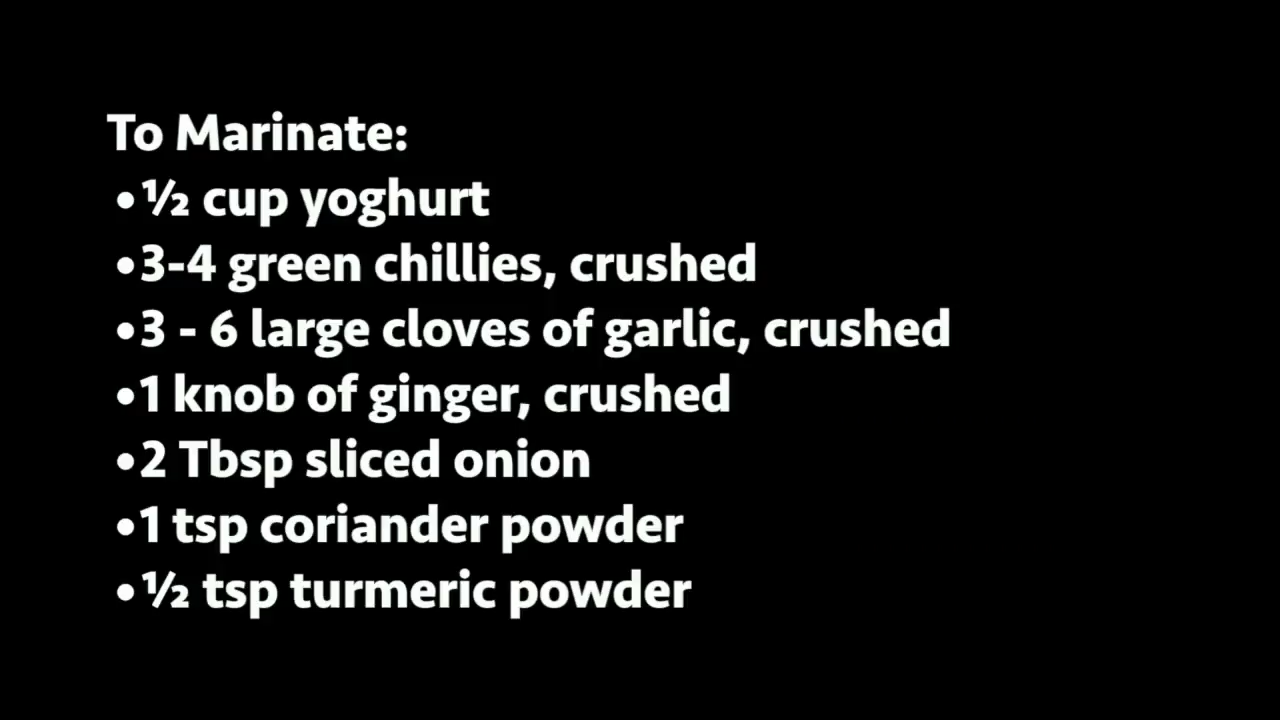 To Marinate:
•½ cup yoghurt
•3-4 green chillies, crushed
•3 - 6 large cloves of garlic, crushed
•1 knob of ginger, crushed
•2 Tbsp sliced onion
•1 tsp coriander powder
•½ tsp turmeric powder